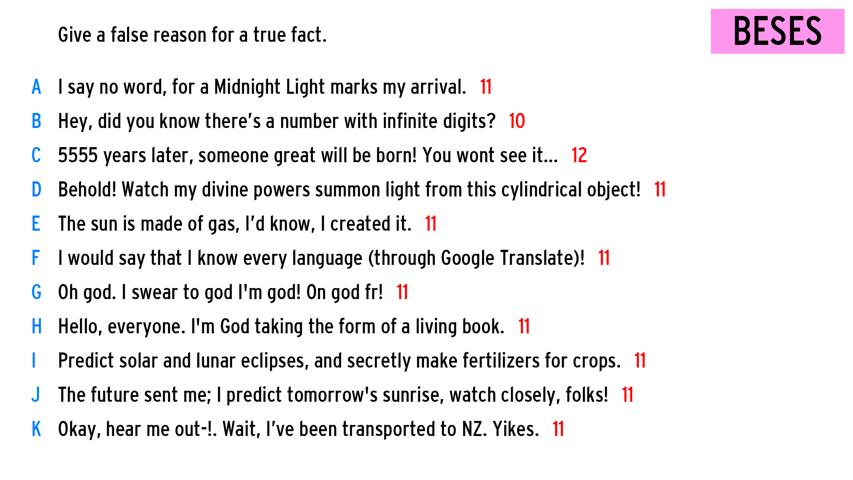 Give a false reason for a true fact.
BESES
A I say no word, for a Midnight Light marks my arrival. 11
B Hey, did you know there's a number with infinite digits? 10
C 5555 years later, someone great will be born! You wont see it... 12
D Behold! Watch my divine powers summon light from this cylindrical object! 11
E The sun is made of gas, I'd know, I created it. 11
F I would say that I know every language (through Google Translate)! 11
G Oh god. I swear to god I'm god! On god fr! 11
H Hello, everyone. I'm God taking the form of a living book. 11
I Predict solar and lunar eclipses, and secretly make fertilizers for crops. 11
J The future sent me; I predict tomorrow's sunrise, watch closely, folks! 11
K Okay, hear me out-!. Wait, I've been transported to NZ. Yikes. 11